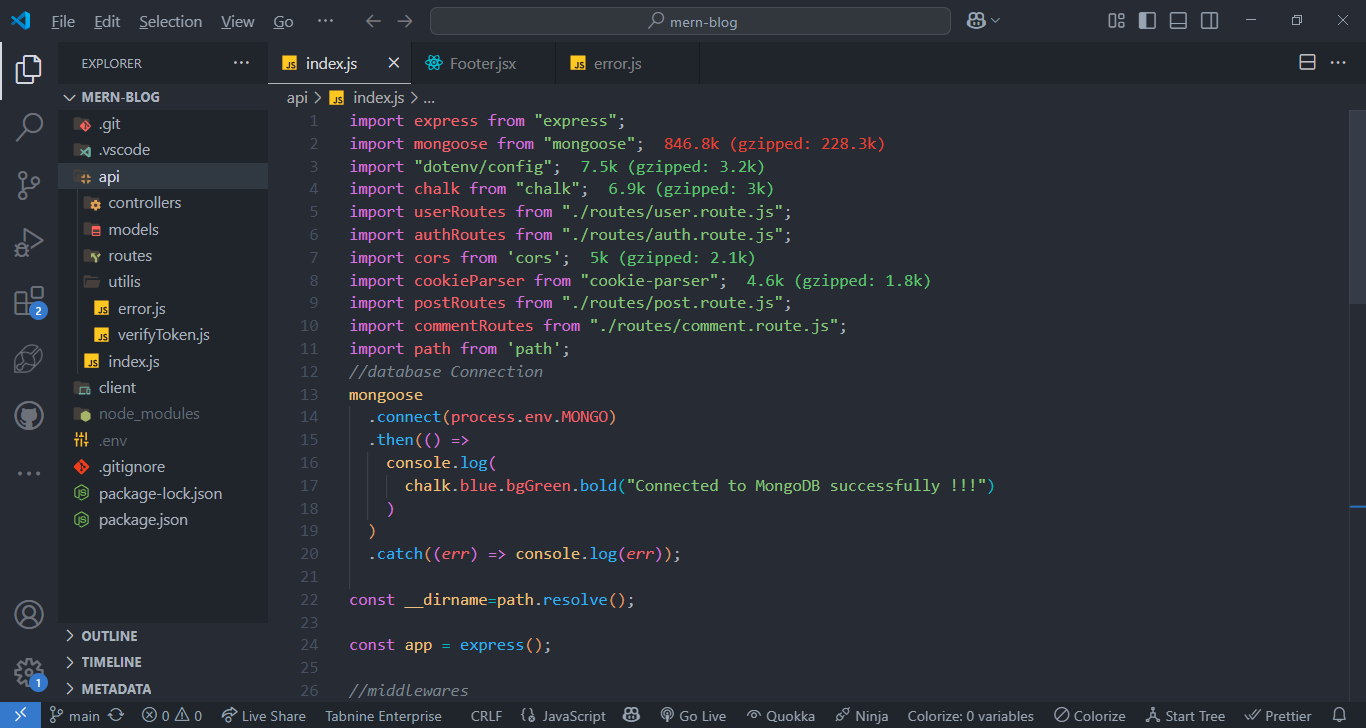 File Edit Selection View Go ··· mern-blog
EXPLORER ···
index.js Footer.jsx error.js ···
MERN-BLOG
.git
.vscode
api
controllers
models
routes
utilis
error.js
verifyToken.js
index.js
client
node_modules
.env
.gitignore
package-lock.json
package.json
OUTLINE
TIMELINE
METADATA
2
1
api > JS index.js > ...
1 import express from "express";
2 import mongoose from "mongoose"; 846.8k (gzipped: 228.3k)
3 import "dotenv/config"; 7.5k (gzipped: 3.2k)
4 import chalk from "chalk"; 6.9k (gzipped: 3k)
5 import userRoutes from "./routes/user.route.js";
6 import authRoutes from "./routes/auth.route.js";
7 import cors from 'cors'; 5k (gzipped: 2.1k)
8 import cookieParser from "cookie-parser"; 4.6k (gzipped: 1.8k)
9 import postRoutes from "./routes/post.route.js";
10 import commentRoutes from "./routes/comment.route.js";
11 import path from 'path';
12 //database Connection
13 mongoose
14 .connect(process.env.MONGO)
15 .then(() =>
16 console.log(
17 chalk.blue.bgGreen.bold("Connected to MongoDB successfully !!!")
18 )
19 )
20 .catch((err) => console.log(err));
21
22 const __dirname=path.resolve();
23
24 const app = express();
25
26 //middlewares
main 0 0 Live Share Tabnine Enterprise CRLF {} JavaScript Go Live Quokka Ninja Colorize: 0 variables Colorize Start Tree Prettier